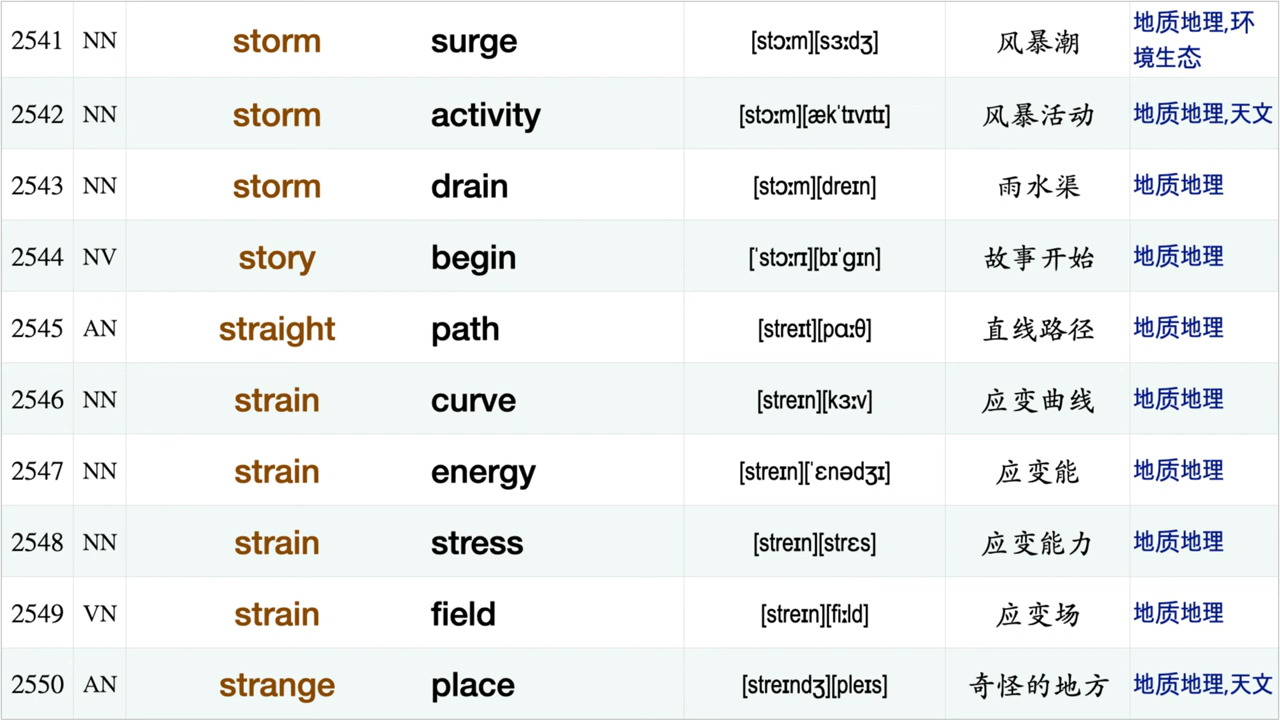 2541 NN storm surge [stɔːm][sɜːdʒ] 风暴潮 地质地理,环境生态
2542 NN storm activity [stɔːm][ækˈtɪvɪtɪ] 风暴活动 地质地理,天文
2543 NN storm drain [stɔːm][dreɪn] 雨水渠 地质地理
2544 NV story begin [ˈstɔːrɪ][bɪˈɡɪn] 故事开始 地质地理
2545 AN straight path [streɪt][pɑːθ] 直线路径 地质地理
2546 NN strain curve [streɪn][kɜːv] 应变曲线 地质地理
2547 NN strain energy [streɪn][ˈɛnədʒɪ] 应变能 地质地理
2548 NN strain stress [streɪn][strɛs] 应变能力 地质地理
2549 VN strain field [streɪn][fiːld] 应变场 地质地理
2550 AN strange place [streɪndʒ][pleɪs] 奇怪的地方 地质地理,天文